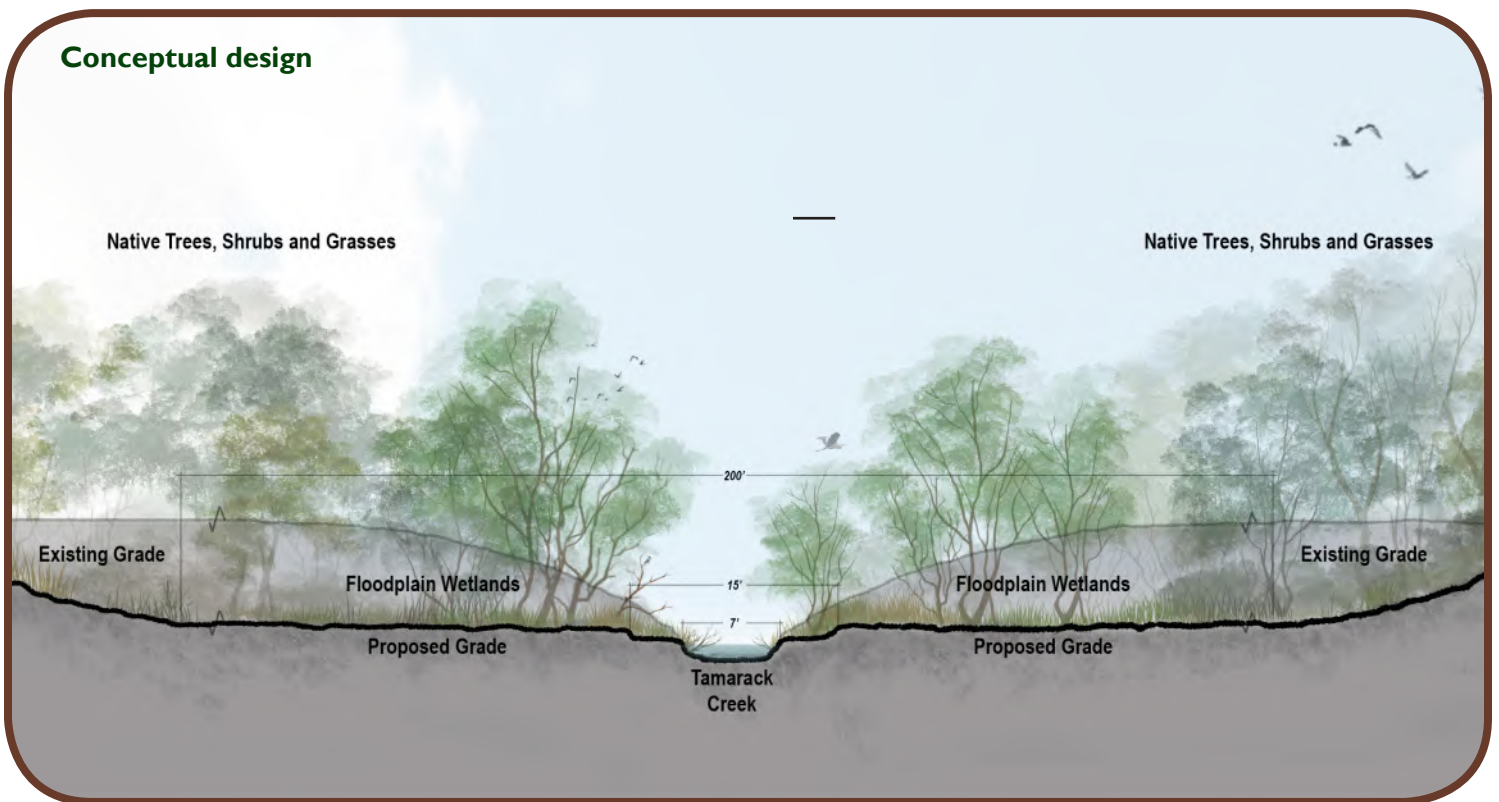 Conceptual design
Native Trees, Shrubs and Grasses
Native Trees, Shrubs and Grasses
200'
Existing Grade
Existing Grade
Floodplain Wetlands
15'
Floodplain Wetlands
7'
Proposed Grade
Proposed Grade
Tamarack
Creek